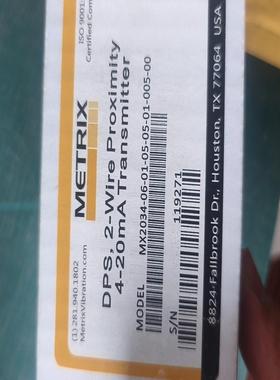 ISO 9001:
Certified Com
METRIX
DPS; 2-Wire Proximity
4-20mA Transmitter
MODEL
MX2034-06-01-05-05-01-005-00
S/N
119271
(1) 281.940.1802
MetrixVibration.com
8824 Fallbrook Dr., Houston, TX 77064 USA